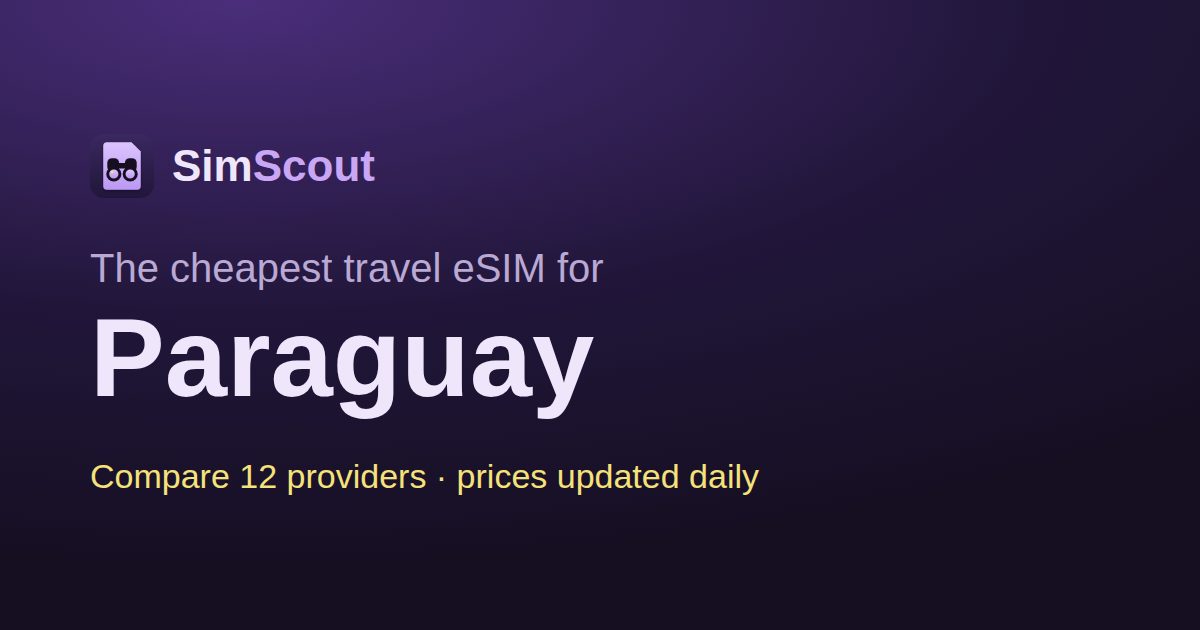 SimScout
The cheapest travel eSIM for
Paraguay
Compare 12 providers · prices updated daily